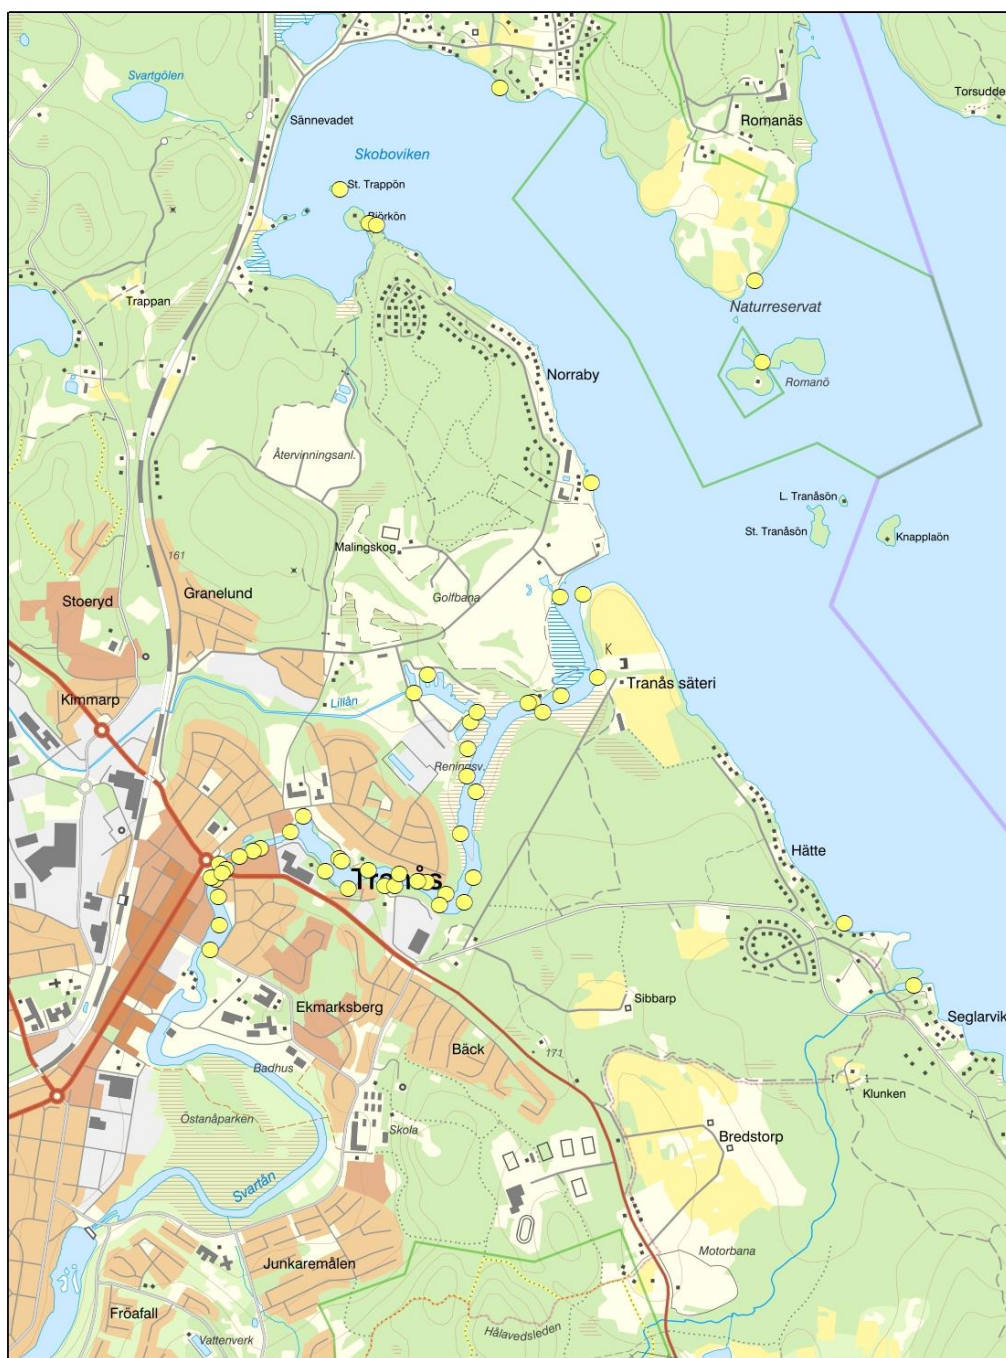 Svartgölen
Torsudde
Sännevadet
Romanäs
Skoboviken
St. Trappön
Björkön
Trappan
Naturreservat
Norraby
Romanö
Återvinningsanl.
L. Tranåsön
St. Tranåsön
Knapplaön
Malingskog
161
Granelund
Golfbana
Stoeryd
K
Tranås säteri
Kimmarp
Lillån
Reningsv.
Hätte
Tranås
Sibbarp
Ekmarksberg
Seglarvik
171
Bäck
Badhus
Klunken
Östanåparken
Skola
Bredstorp
Svartån
Motorbana
Junkaremålen
Fröafall
Hålavedsleden
Vattenverk